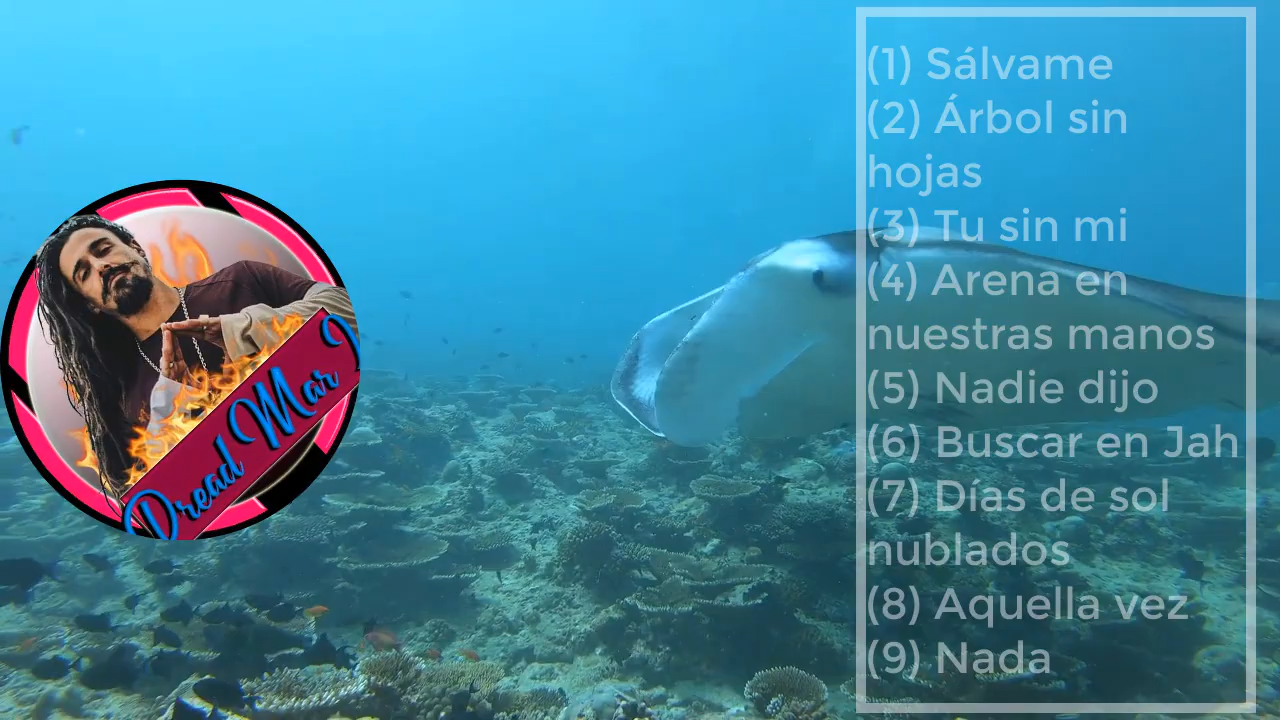 (1) Sálvame
(2) Árbol sin
hojas
(3) Tu sin mi
(4) Arena en
nuestras manos
(5) Nadie dijo
(6) Buscar en Jah
(7) Días de sol
nublados
(8) Aquella vez
(9) Nada
Dread Mar I